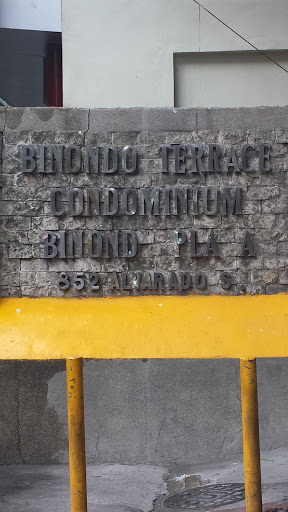 BINONDO TERRACE
CONDOMINIUM
BINOND PLA A
852 ALVARADO S